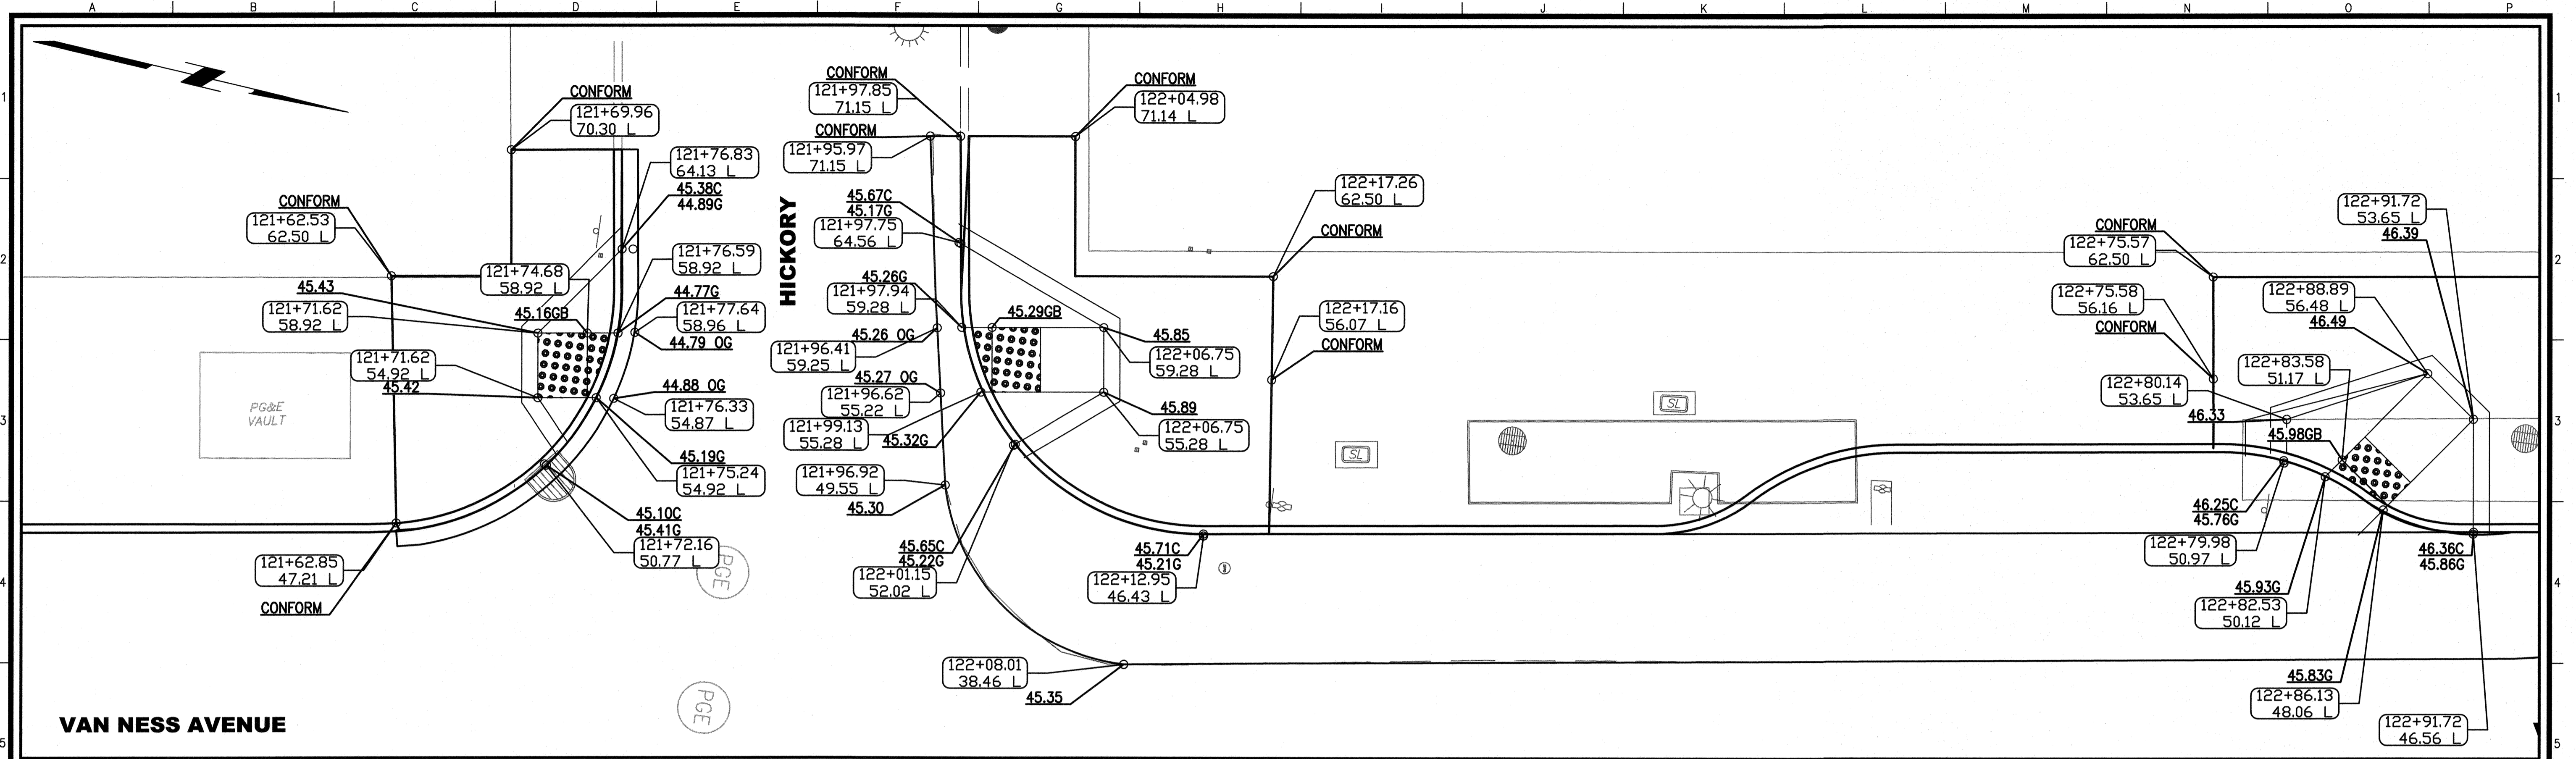 A B C D E F G H I J K L M N O P
1
2
3
4
5
1
2
3
4
5
CONFORM
121+69.96
70.30 L
CONFORM
121+62.53
62.50 L
121+76.83
64.13 L
45.38C
44.89G
121+74.68
58.92 L
45.43
121+71.62
58.92 L
45.16GB
121+76.59
58.92 L
44.77G
121+77.64
58.96 L
44.79 OG
121+71.62
54.92 L
45.42
44.88 OG
121+76.33
54.87 L
45.19G
121+75.24
54.92 L
45.10C
45.41G
121+72.16
50.77 L
121+62.85
47.21 L
CONFORM
PG&E
VAULT
PGE
PGE
VAN NESS AVENUE
HICKORY
CONFORM
121+97.85
71.15 L
CONFORM
121+95.97
71.15 L
CONFORM
122+04.98
71.14 L
45.67C
45.17G
121+97.75
64.56 L
45.26G
121+97.94
59.28 L
45.26 OG
121+96.41
59.25 L
45.27 OG
121+96.62
55.22 L
121+99.13
55.28 L
45.32G
121+96.92
49.55 L
45.30
45.65C
45.22G
122+01.15
52.02 L
122+08.01
38.46 L
45.35
45.29GB
45.85
122+06.75
59.28 L
45.89
122+06.75
55.28 L
45.71C
45.21G
122+12.95
46.43 L
122+17.26
62.50 L
CONFORM
122+17.16
56.07 L
CONFORM
SL
SL
CONFORM
122+75.57
62.50 L
122+75.58
56.16 L
CONFORM
122+80.14
53.65 L
46.33
122+91.72
53.65 L
46.39
122+88.89
56.48 L
46.49
122+83.58
51.17 L
45.98GB
46.25C
45.76G
122+79.98
50.97 L
45.93G
122+82.53
50.12 L
45.83G
122+86.13
48.06 L
46.36C
45.86G
122+91.72
46.56 L